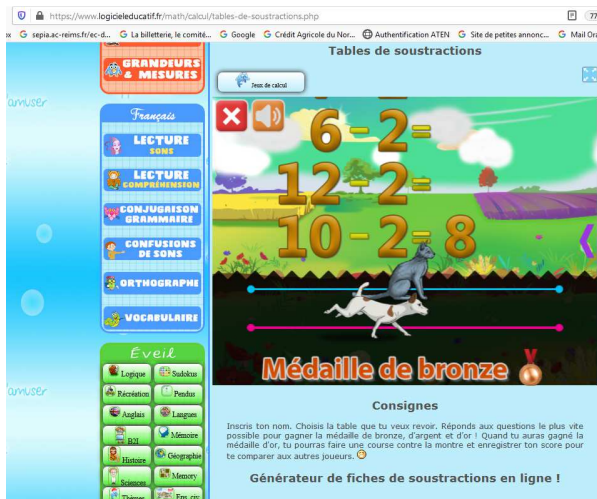 https://www.logicieleducatif.fr/math/calcul/tables-de-soustractions.php
sepia.ac-reims.fr/ec-d... La billetterie, le comité... Google Crédit Agricole du Nor... Authentification ATEN Site de petites annonc... Mail Ora
GRANDEURS
& MESURES
Français
LECTURE
SONS
LECTURE
COMPRÉHENSION
CONJUGAISON
GRAMMAIRE
CONFUSIONS
DE SONS
ORTHOGRAPHE
VOCABULAIRE
Éveil
Logique Sudokus
Récréation Pendus
Anglais Langues
B2I Mémoire
Histoire Géographie
Sciences Memory
Thèmes Ens. civ.
amuser
amuser
Tables de soustractions
Jeux de calcul
6-2=
12-2=
10-2=8
Médaille de bronze
Consignes
Inscris ton nom. Choisis la table que tu veux revoir. Réponds aux questions le plus vite
possible pour gagner la médaille de bronze, d'argent et d'or ! Quand tu auras gagné la
médaille d'or, tu pourras faire une course contre la montre et enregistrer ton score pour
te comparer aux autres joueurs.
Générateur de fiches de soustractions en ligne !